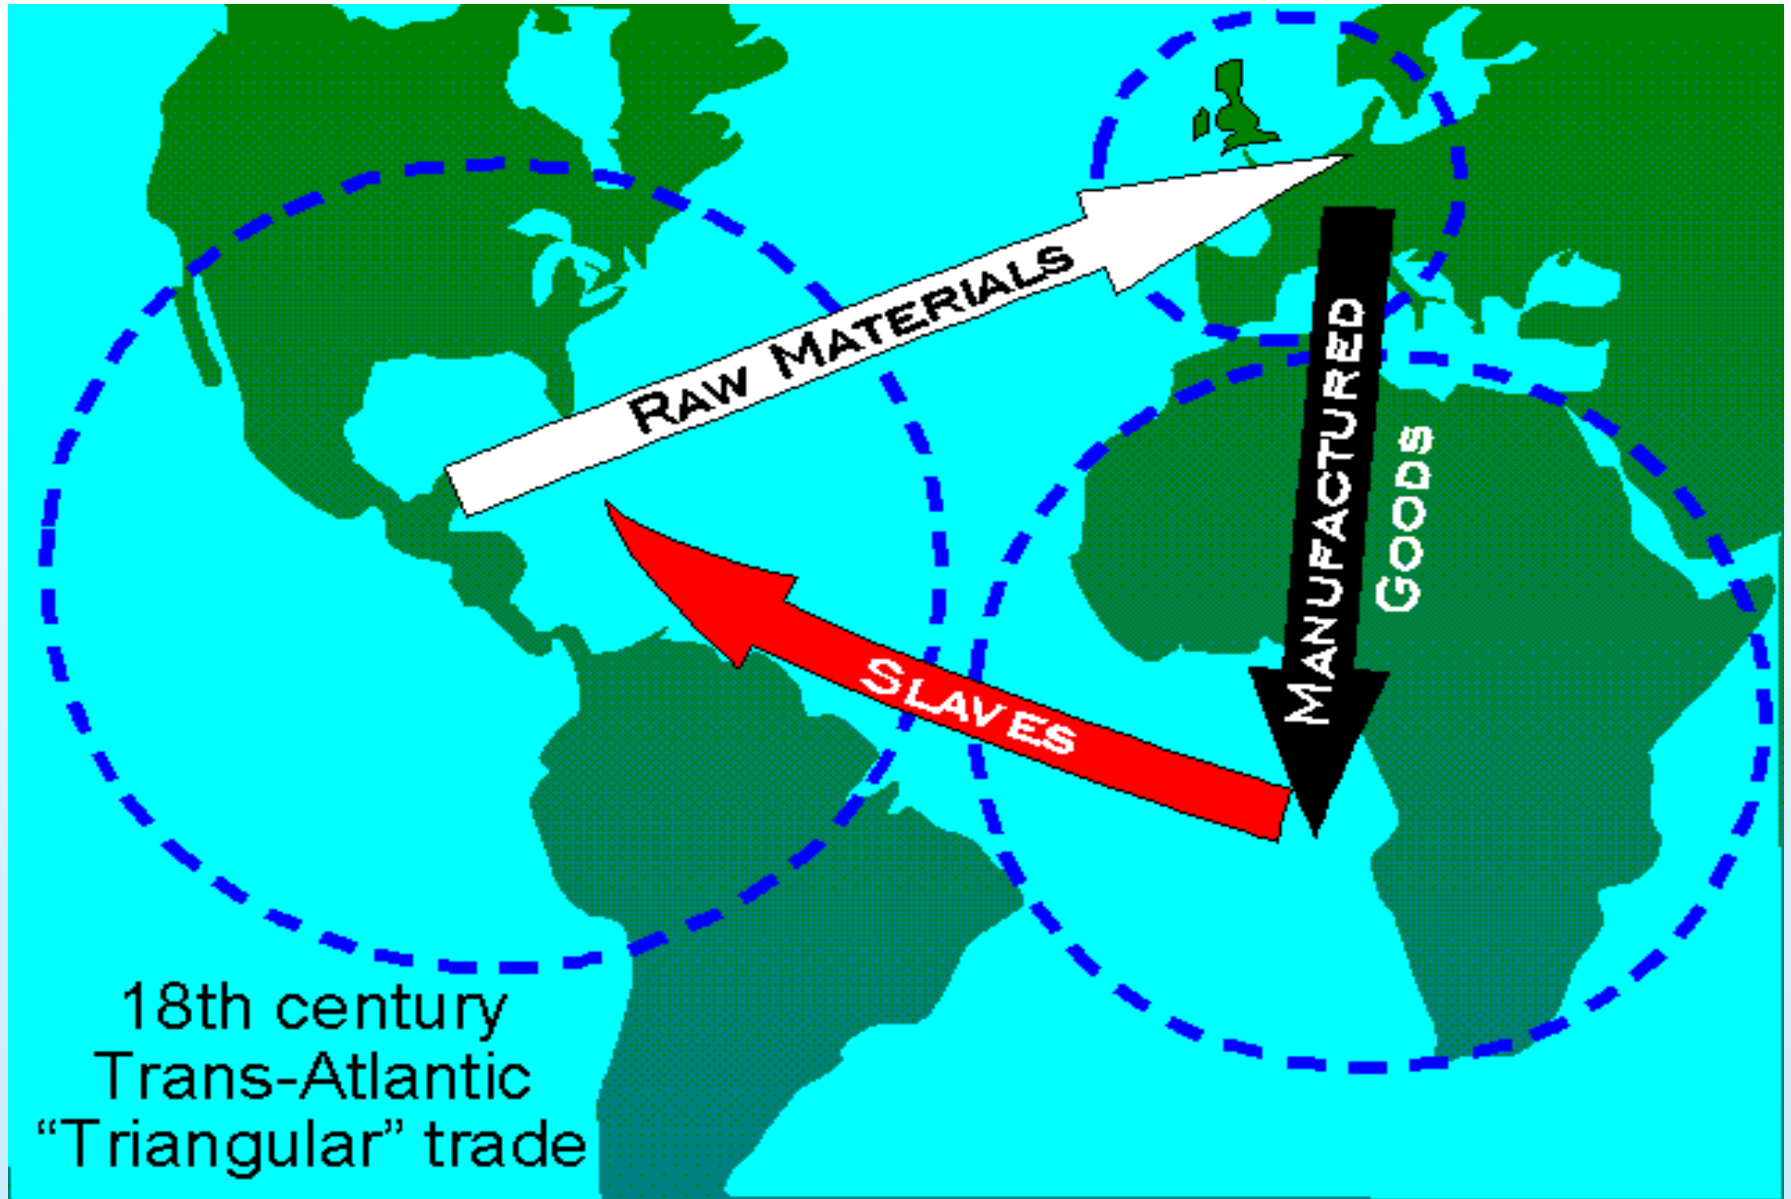 RAW MATERIALS
MANUFACTURED
GOODS
SLAVES
18th century
Trans-Atlantic
“Triangular” trade